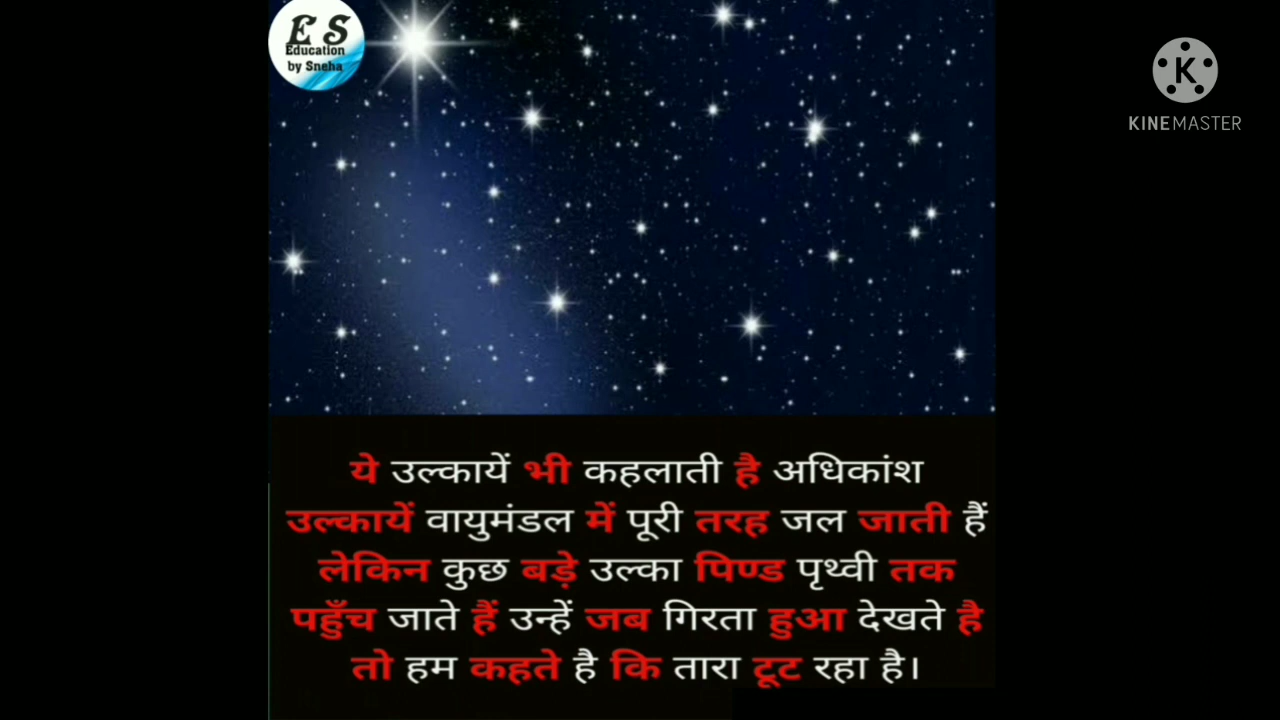 E S
Education
by Sneha
K
KINEMASTER
ये उल्कायें भी कहलाती है अधिकांश
उल्कायें वायुमंडल में पूरी तरह जल जाती हैं
लेकिन कुछ बड़े उल्का पिण्ड पृथ्वी तक
पहुँच जाते हैं उन्हें जब गिरता हुआ देखते है
तो हम कहते है कि तारा टूट रहा है।